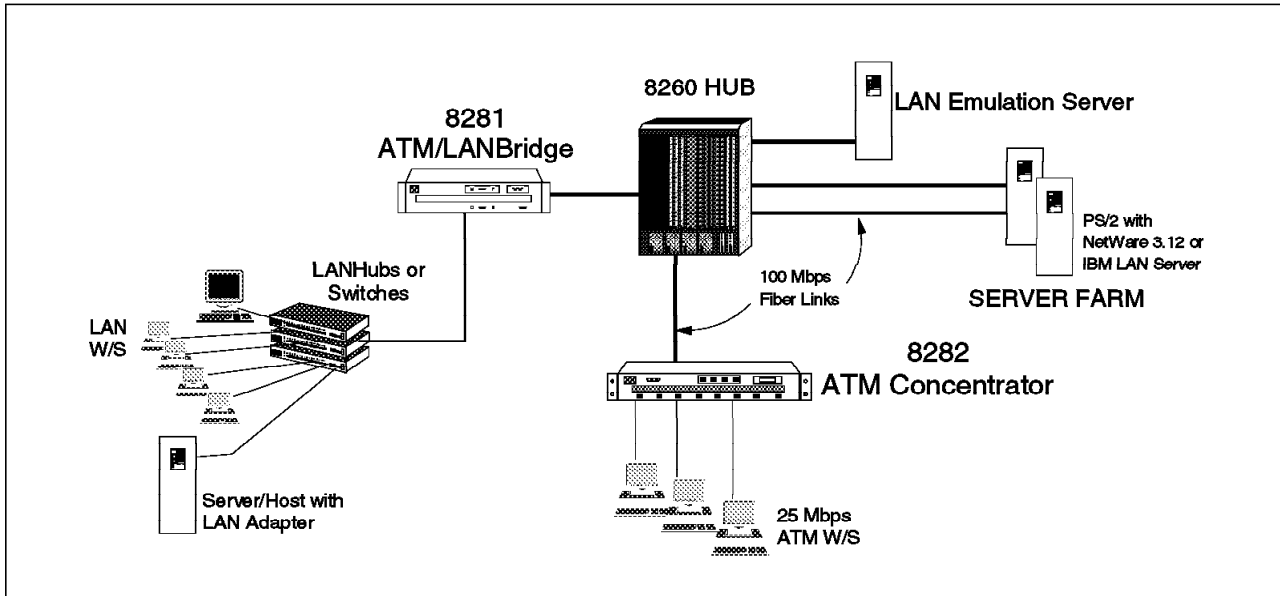 8260 HUB
LAN Emulation Server
8281
ATM/LANBridge
PS/2 with
NetWare 3.12 or
IBM LAN Server
SERVER FARM
LANHubs or
Switches
100 Mbps
Fiber Links
LAN
W/S
8282
ATM Concentrator
Server/Host with
LAN Adapter
25 Mbps
ATM W/S